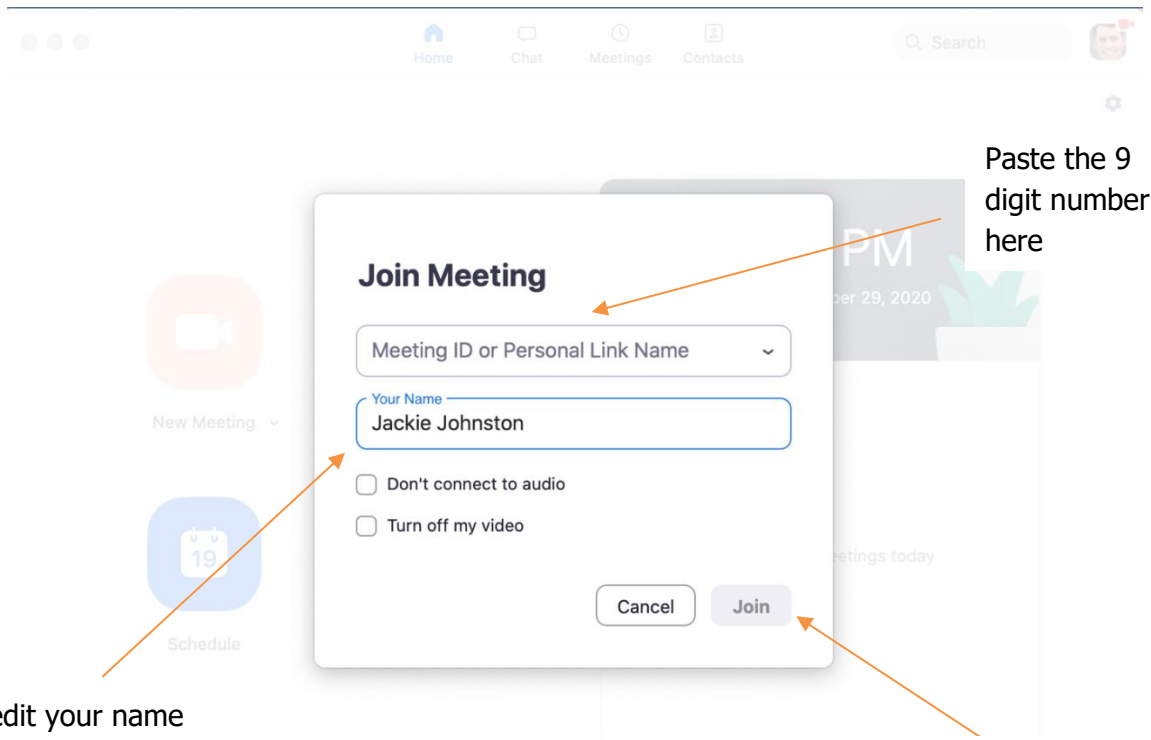 Home
Chat
Meetings
Contacts
Search
Paste the 9
digit number
here
PM
29, 2020
Join Meeting
Meeting ID or Personal Link Name
Your Name
Jackie Johnston
New Meeting
Don't connect to audio
Turn off my video
19
today
Cancel
Join
Schedule
edit your name